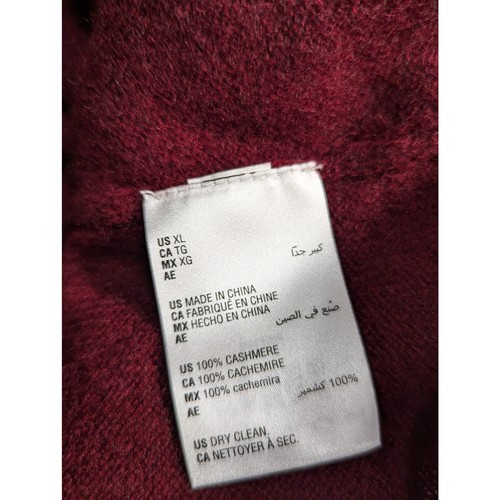 US XL
CA TG
MX XG
AE كبير جدًا
US MADE IN CHINA
CA FABRIQUÉ EN CHINE
MX HECHO EN CHINA
AE صُنع في الصين
US 100% CASHMERE
CA 100% CACHEMIRE
MX 100% cachemira
AE 100% كشمير
US DRY CLEAN.
CA NETTOYER À SEC.